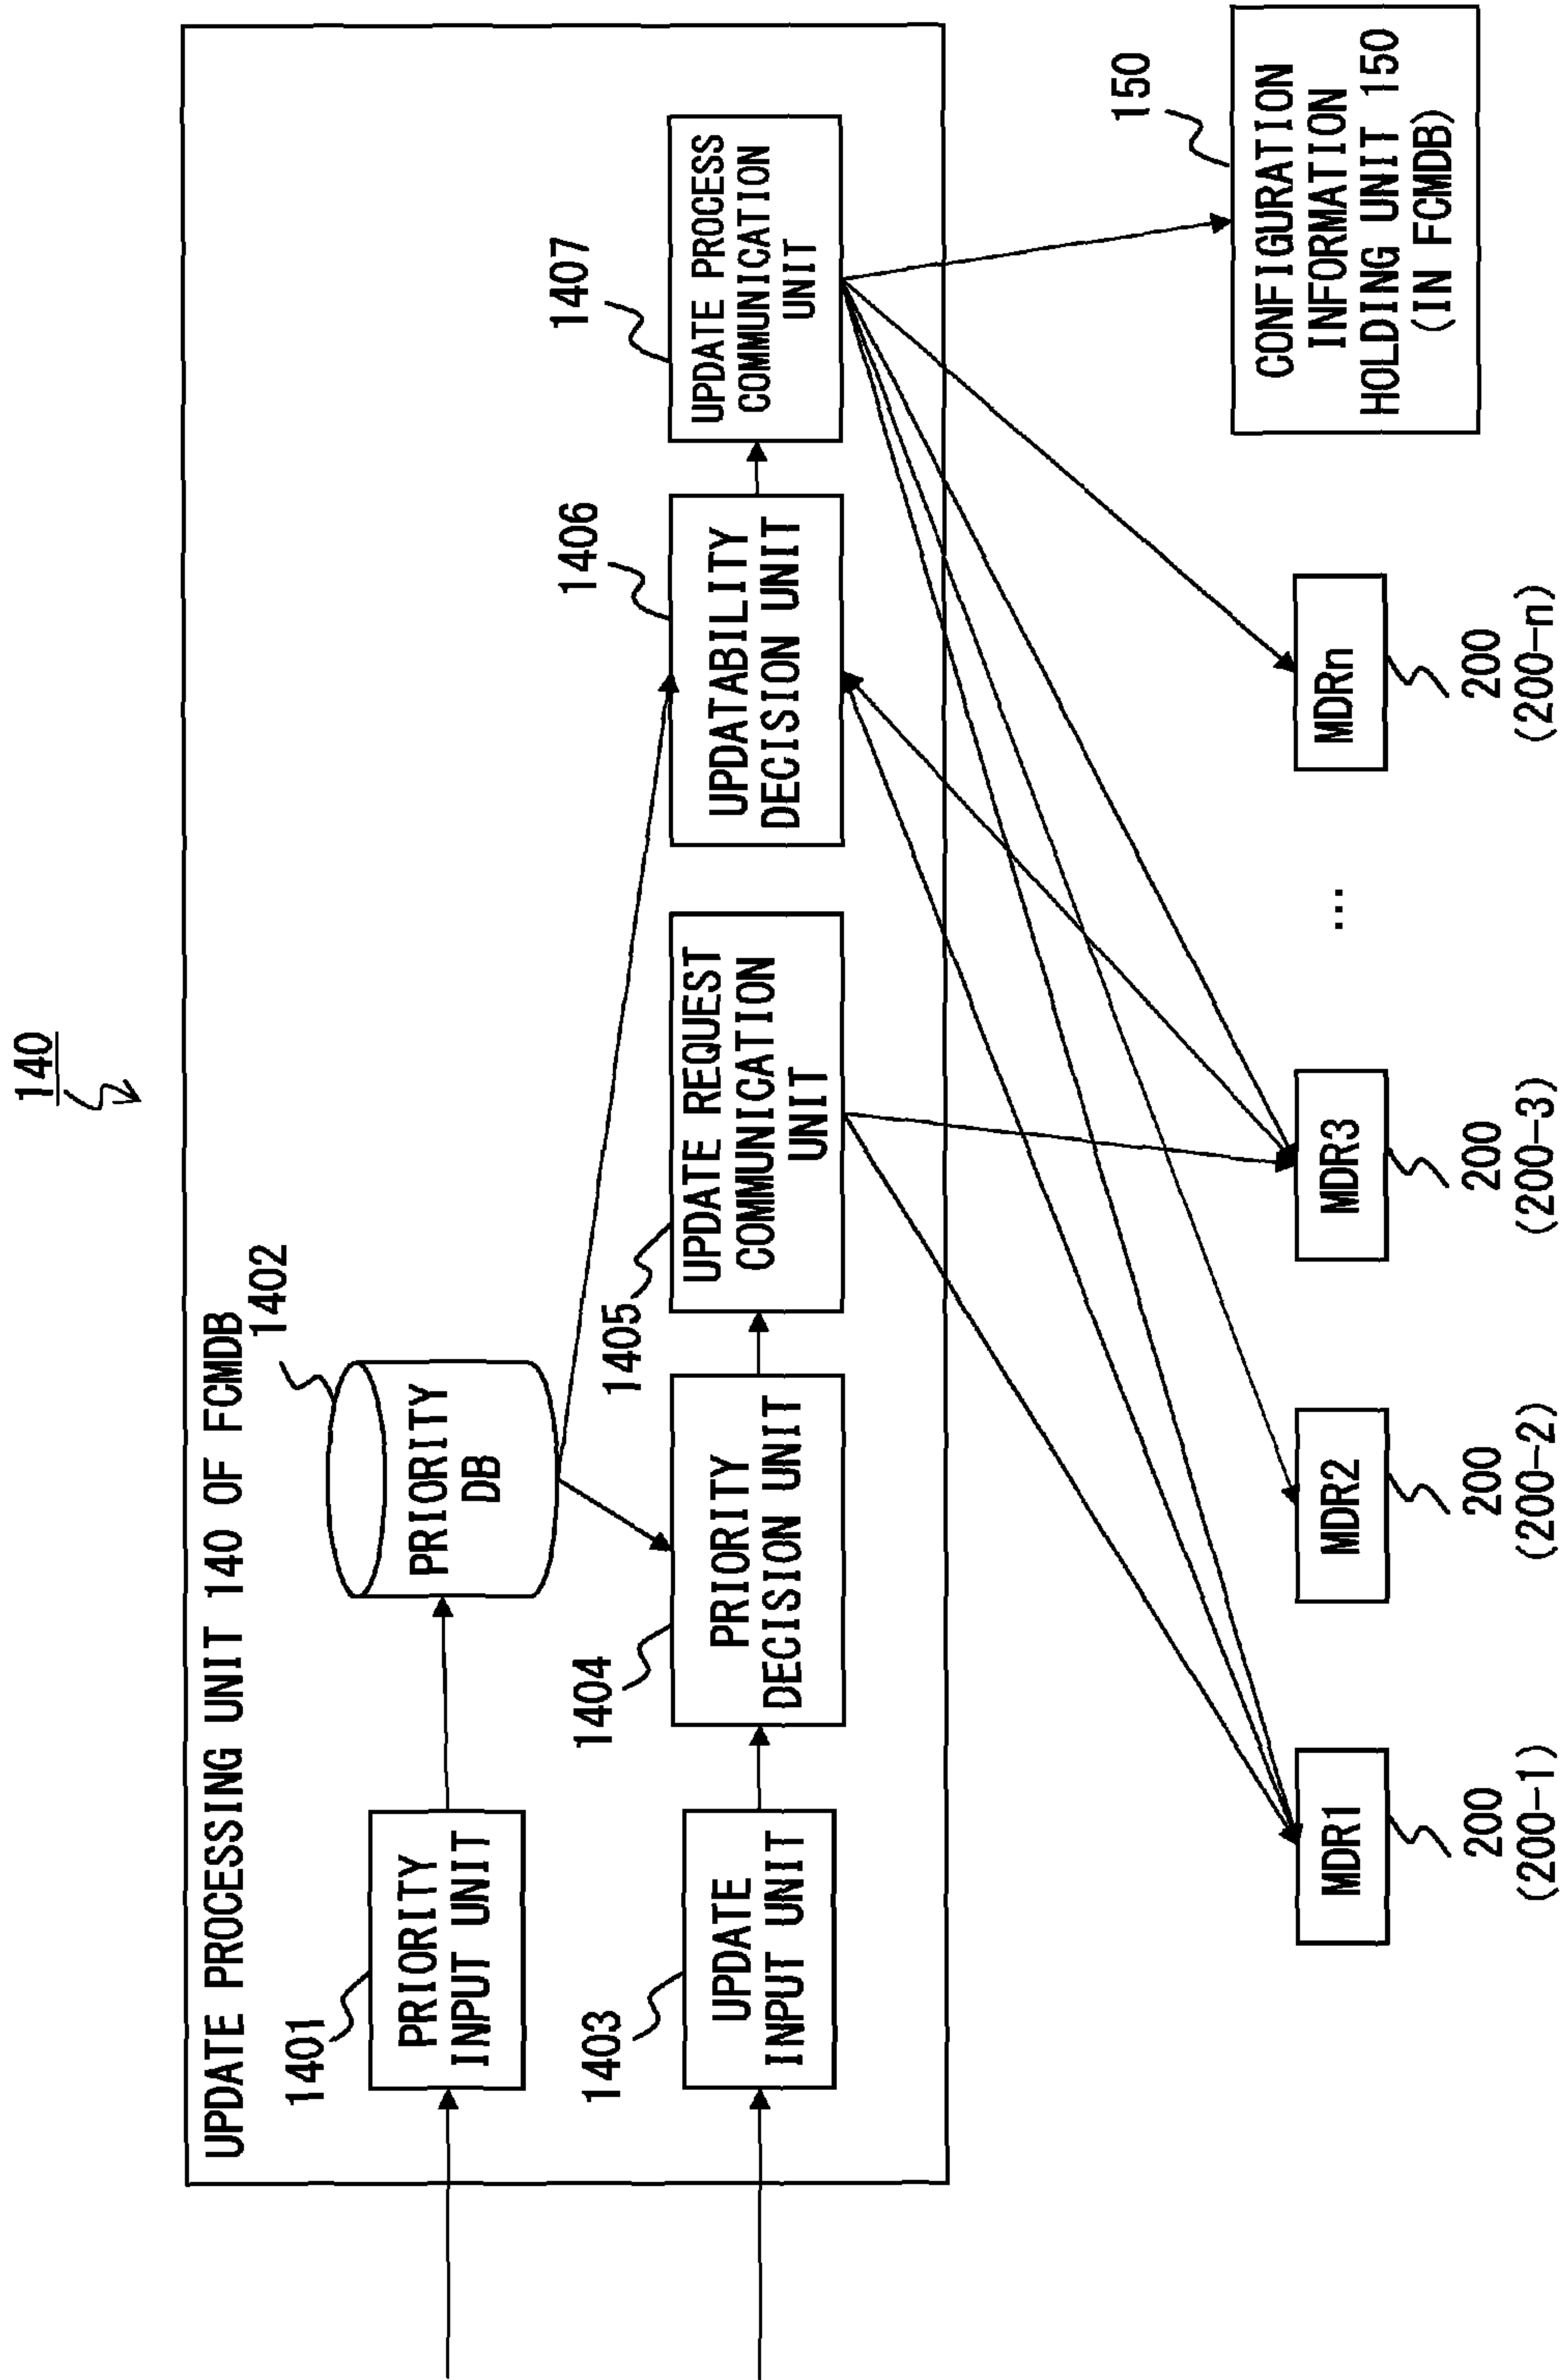 140
UPDATE PROCESSING UNIT 140 OF FCMDB
1401
PRIORITY
INPUT UNIT
1402
PRIORITY
DB
1403
UPDATE
INPUT UNIT
1404
PRIORITY
DECISION UNIT
1405
UPDATE REQUEST
COMMUNICATION
UNIT
1406
UPDATABILITY
DECISION UNIT
1407
UPDATE PROCESS
COMMUNICATION
UNIT
MDR1
200
(200-1)
MDR2
200
(200-2)
MDR3
200
(200-3)
...
MDRn
200
(200-n)
150
CONFIGURATION
INFORMATION
HOLDING UNIT 150
(IN FCMDB)